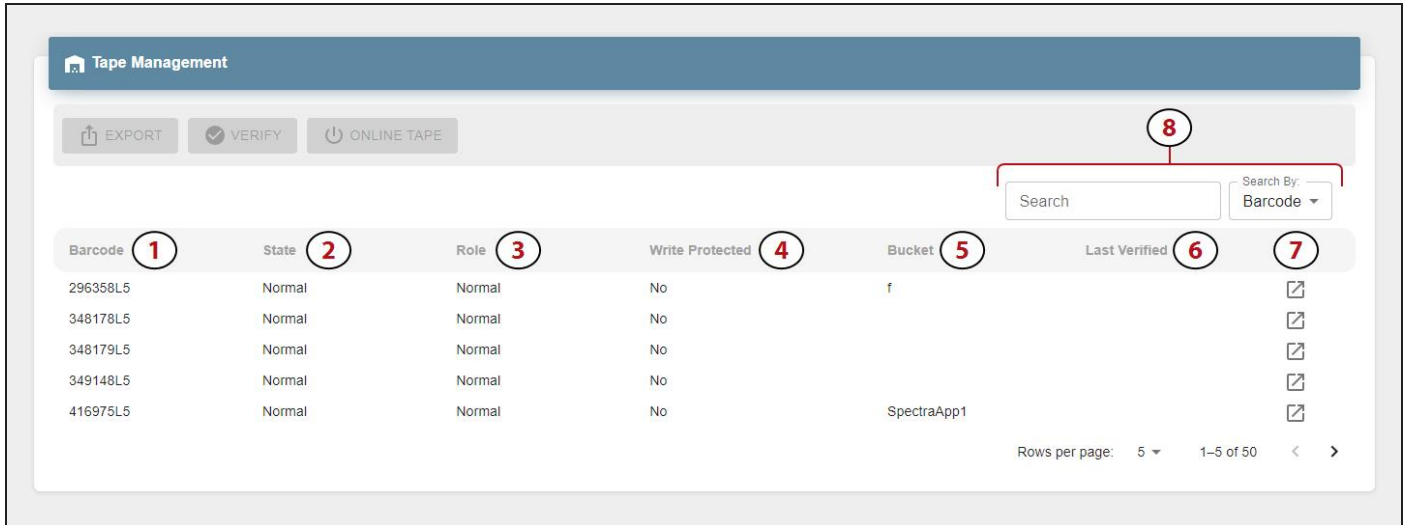 Tape Management
EXPORT VERIFY ONLINE TAPE
8
Search Search By: Barcode
Barcode 1 State 2 Role 3 Write Protected 4 Bucket 5 Last Verified 6 7
296358L5 Normal Normal No f
348178L5 Normal Normal No
348179L5 Normal Normal No
349148L5 Normal Normal No
416975L5 Normal Normal No SpectraApp1
Rows per page: 5 1–5 of 50